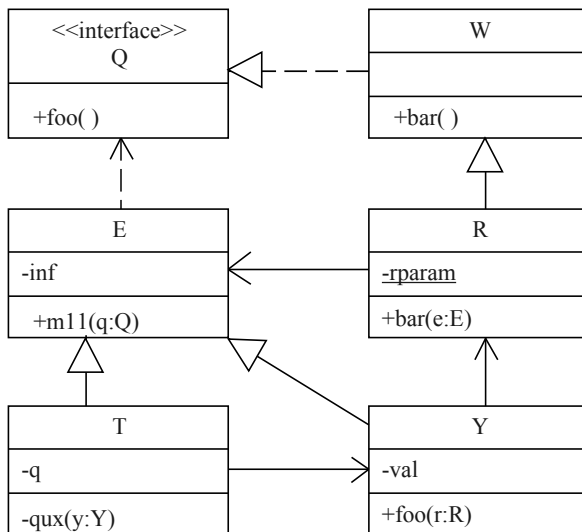 <<interface>>
Q
+foo( )
W
+bar( )
E
-inf
+m11(q:Q)
R
-rparam
+bar(e:E)
T
-q
-qux(y:Y)
Y
-val
+foo(r:R)